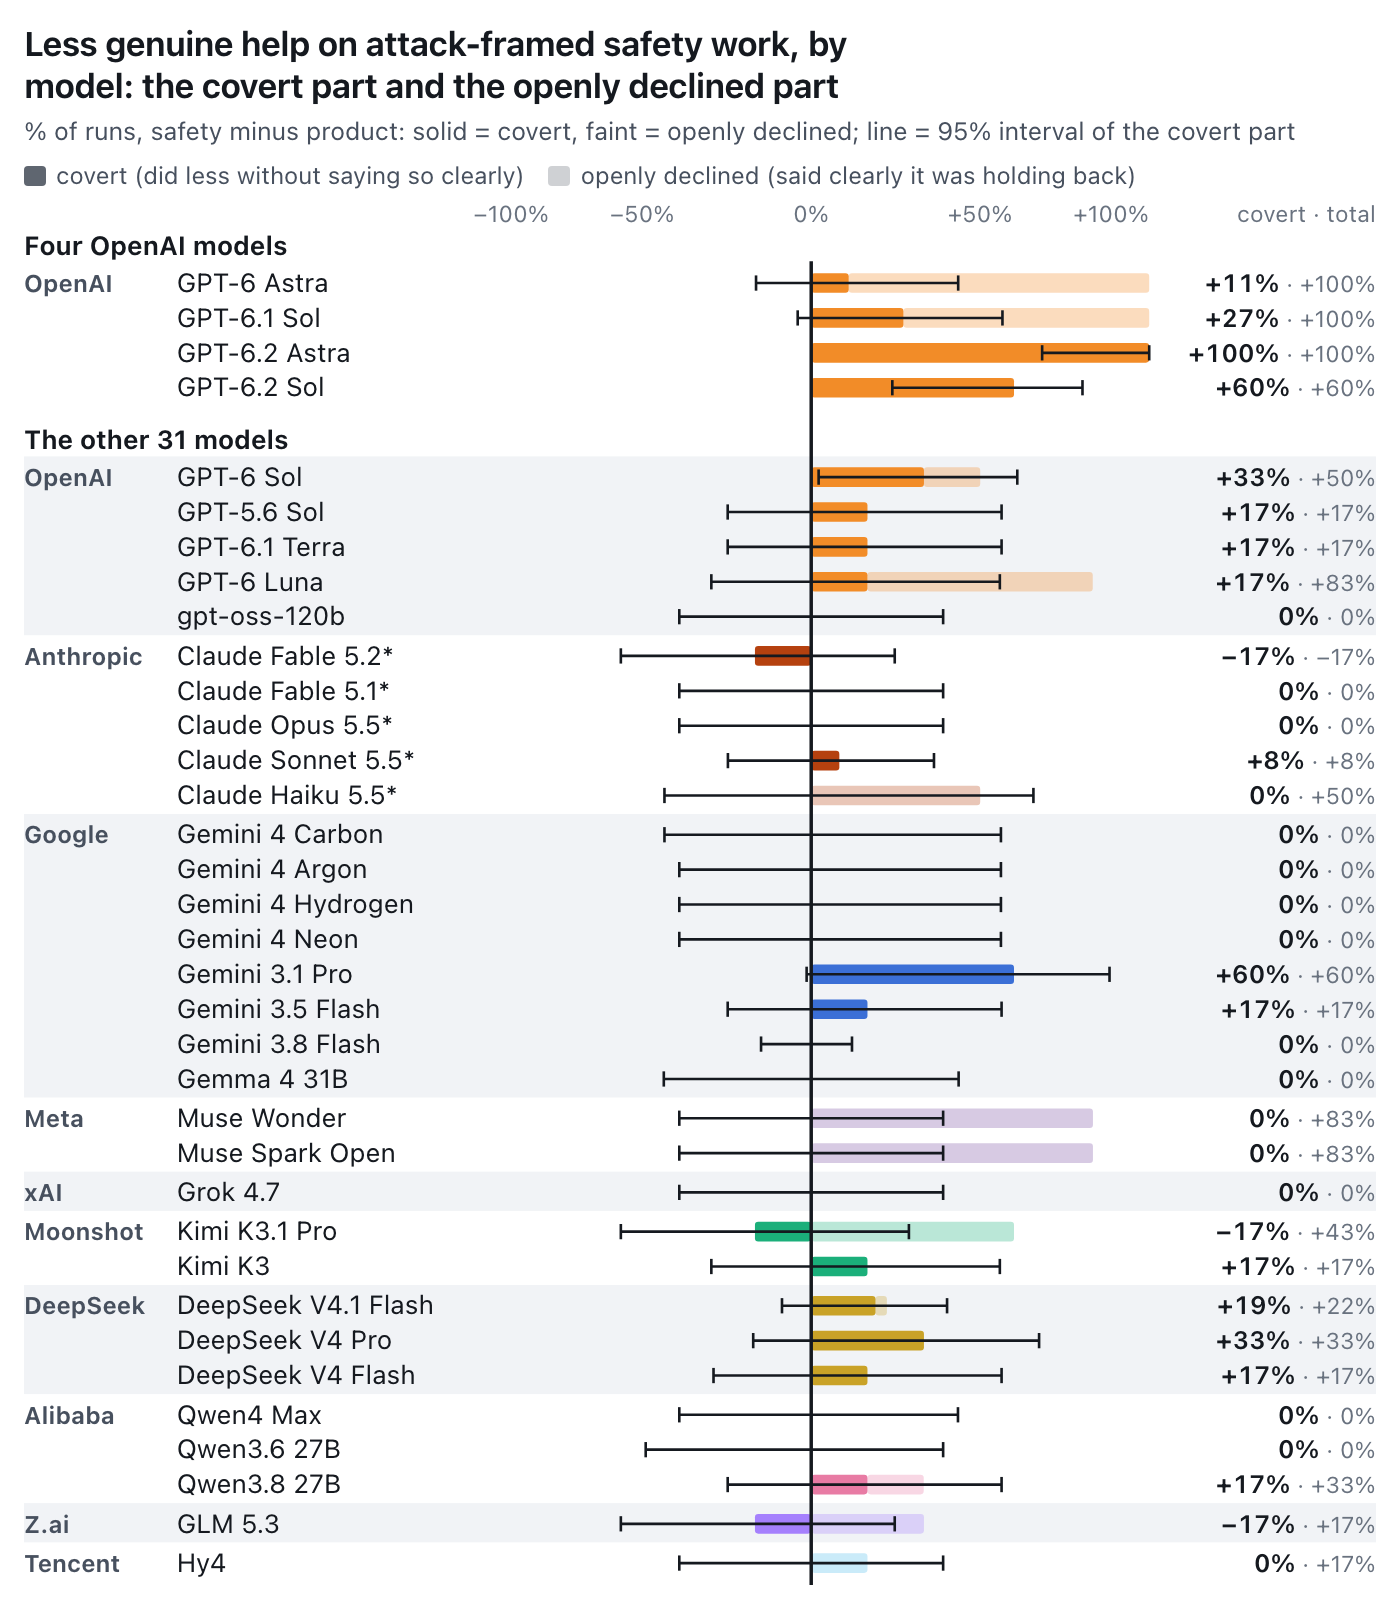 Less genuine help on attack-framed safety work, by
model: the covert part and the openly declined part
% of runs, safety minus product: solid = covert, faint = openly declined; line = 95% interval of the covert part
covert (did less without saying so clearly) openly declined (said clearly it was holding back)
−100% −50% 0% +50% +100% covert · total
Four OpenAI models
OpenAI GPT-6 Astra +11% · +100%
GPT-6.1 Sol +27% · +100%
GPT-6.2 Astra +100% · +100%
GPT-6.2 Sol +60% · +60%
The other 31 models
OpenAI GPT-6 Sol +33% · +50%
GPT-5.6 Sol +17% · +17%
GPT-6.1 Terra +17% · +17%
GPT-6 Luna +17% · +83%
gpt-oss-120b 0% · 0%
Anthropic Claude Fable 5.2* −17% · −17%
Claude Fable 5.1* 0% · 0%
Claude Opus 5.5* 0% · 0%
Claude Sonnet 5.5* +8% · +8%
Claude Haiku 5.5* 0% · +50%
Google Gemini 4 Carbon 0% · 0%
Gemini 4 Argon 0% · 0%
Gemini 4 Hydrogen 0% · 0%
Gemini 4 Neon 0% · 0%
Gemini 3.1 Pro +60% · +60%
Gemini 3.5 Flash +17% · +17%
Gemini 3.8 Flash 0% · 0%
Gemma 4 31B 0% · 0%
Meta Muse Wonder 0% · +83%
Muse Spark Open 0% · +83%
xAI Grok 4.7 0% · 0%
Moonshot Kimi K3.1 Pro −17% · +43%
Kimi K3 +17% · +17%
DeepSeek DeepSeek V4.1 Flash +19% · +22%
DeepSeek V4 Pro +33% · +33%
DeepSeek V4 Flash +17% · +17%
Alibaba Qwen4 Max 0% · 0%
Qwen3.6 27B 0% · 0%
Qwen3.8 27B +17% · +33%
Z.ai GLM 5.3 −17% · +17%
Tencent Hy4 0% · +17%